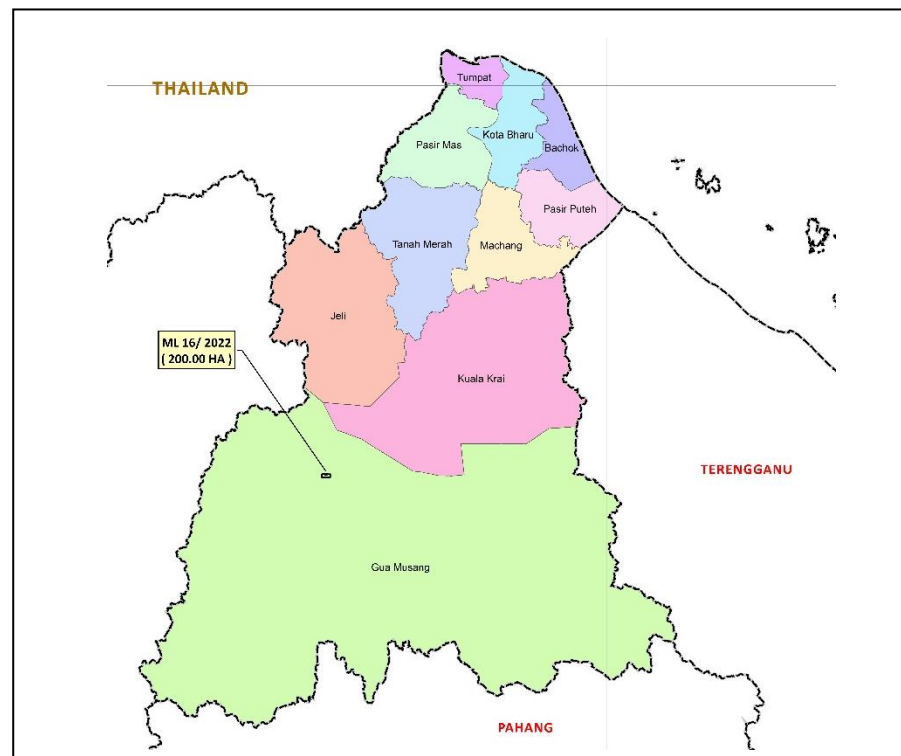 Tumpat
THAILAND
Kota Bharu
Pasir Mas
Bachok
Pasir Puteh
Tanah Merah
Machang
Jeli
ML 16/ 2022
( 200.00 HA )
Kuala Krai
TERENGGANU
Gua Musang
PAHANG